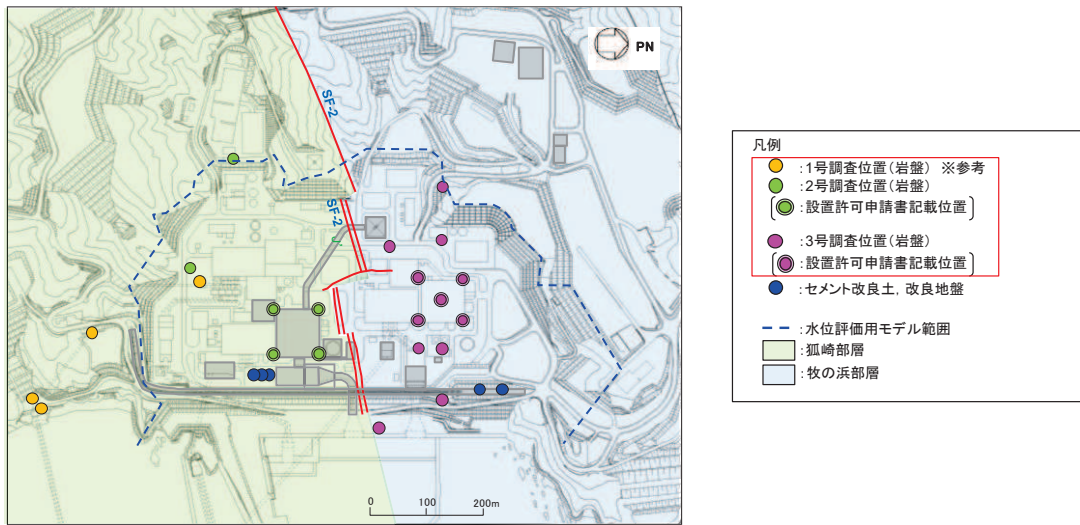 PN
SF-2
SF-2
0 100 200m
凡例
:1号調査位置(岩盤) ※参考
:2号調査位置(岩盤)
:設置許可申請書記載位置
:3号調査位置(岩盤)
:設置許可申請書記載位置
:セメント改良土，改良地盤
:水位評価用モデル範囲
:狐崎部層
:牧の浜部層